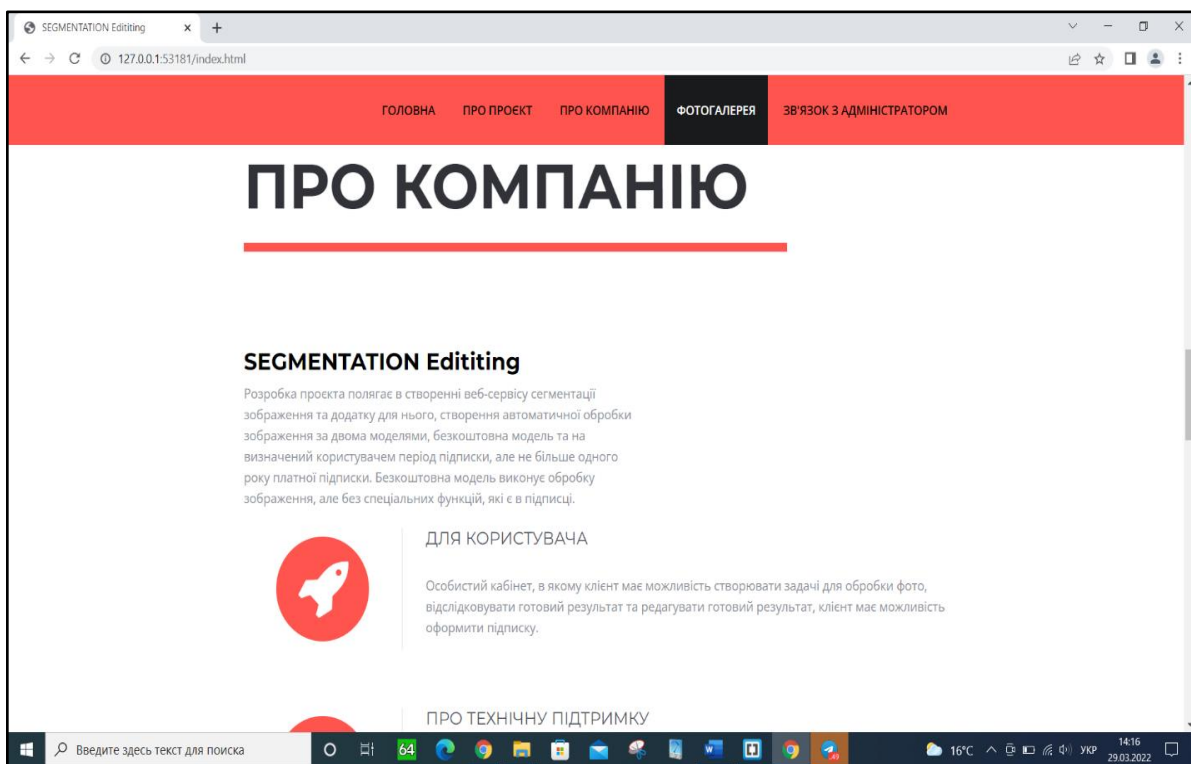 SEGMENTATION Edititing
127.0.0.1:53181/index.html
ГОЛОВНА ПРО ПРОЄКТ ПРО КОМПАНІЮ ФОТОГАЛЕРЕЯ ЗВ'ЯЗОК З АДМІНІСТРАТОРОМ
ПРО КОМПАНІЮ
SEGMENTATION Edititing
Розробка проєкта полягає в створенні веб-сервісу сегментації
зображення та додатку для нього, створення автоматичної обробки
зображення за двома моделями, безкоштовна модель та на
визначений користувачем період підписки, але не більше одного
року платної підписки. Безкоштовна модель виконує обробку
зображення, але без спеціальних функцій, які є в підписці.
ДЛЯ КОРИСТУВАЧА
Особистий кабінет, в якому клієнт має можливість створювати задачі для обробки фото,
відслідковувати готовий результат та редагувати готовий результат, клієнт має можливість
оформити підписку.
ПРО ТЕХНІЧНУ ПІДТРИМКУ
Введите здесь текст для поиска
64
16°C
УКР
14:16
29.03.2022